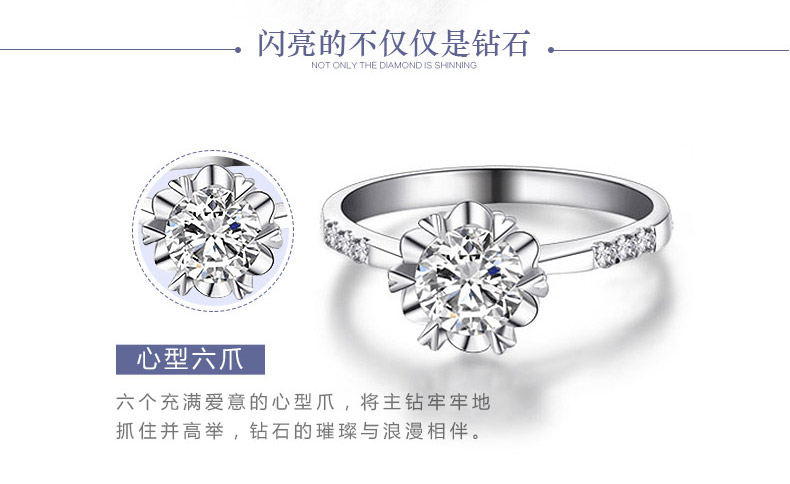 闪亮的不仅仅是钻石
NOT ONLY THE DIAMOND IS SHINNING
心型六爪
六个充满爱意的心型爪，将主钻牢牢地
抓住并高举，钻石的璀璨与浪漫相伴。